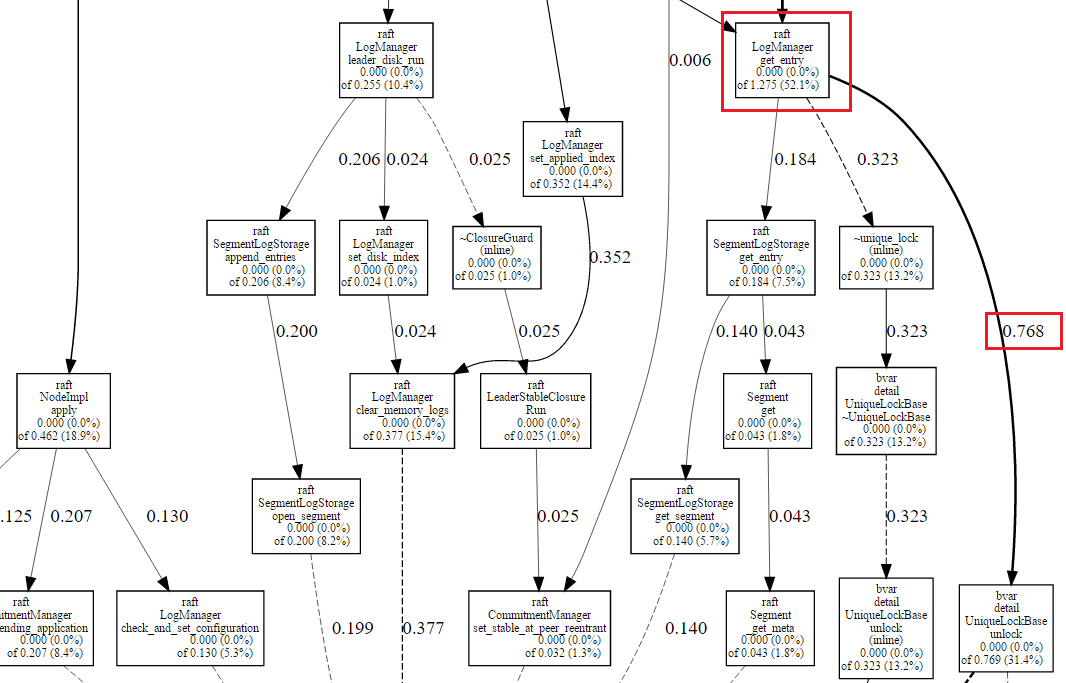 raft
LogManager
leader_disk_run
0.000 (0.0%)
of 0.255 (10.4%)
0.006
raft
LogManager
get_entry
0.000 (0.0%)
of 1.275 (52.1%)
raft
LogManager
set_applied_index
0.000 (0.0%)
of 0.352 (14.4%)
0.206
0.024
0.025
0.184
0.323
raft
SegmentLogStorage
append_entries
0.000 (0.0%)
of 0.206 (8.4%)
raft
LogManager
set_disk_index
0.000 (0.0%)
of 0.024 (1.0%)
~ClosureGuard
(inline)
0.000 (0.0%)
of 0.025 (1.0%)
0.352
raft
SegmentLogStorage
get_entry
0.000 (0.0%)
of 0.184 (7.5%)
~unique_lock
(inline)
0.000 (0.0%)
of 0.323 (13.2%)
0.200
0.024
0.025
0.140
0.043
0.323
0.768
raft
NodeImpl
apply
0.000 (0.0%)
of 0.462 (18.9%)
raft
LogManager
clear_memory_logs
0.000 (0.0%)
of 0.377 (15.4%)
raft
LeaderStableClosure
Run
0.000 (0.0%)
of 0.025 (1.0%)
raft
Segment
get
0.000 (0.0%)
of 0.043 (1.8%)
bvar
detail
UniqueLockBase
~UniqueLockBase
0.000 (0.0%)
of 0.323 (13.2%)
.125
0.207
0.130
raft
SegmentLogStorage
open_segment
0.000 (0.0%)
of 0.200 (8.2%)
0.025
raft
SegmentLogStorage
get_segment
0.000 (0.0%)
of 0.140 (5.7%)
0.043
0.323
raft
itmentManager
ending_application
0.000 (0.0%)
of 0.207 (8.4%)
raft
LogManager
check_and_set_configuration
0.000 (0.0%)
of 0.130 (5.3%)
0.199
0.377
raft
CommitmentManager
set_stable_at_peer_reentrant
0.000 (0.0%)
of 0.032 (1.3%)
0.140
raft
Segment
_get_meta
0.000 (0.0%)
of 0.043 (1.8%)
bvar
detail
UniqueLockBase
unlock
(inline)
0.000 (0.0%)
of 0.323 (13.2%)
bvar
detail
UniqueLockBase
unlock
0.000 (0.0%)
of 0.769 (31.4%)